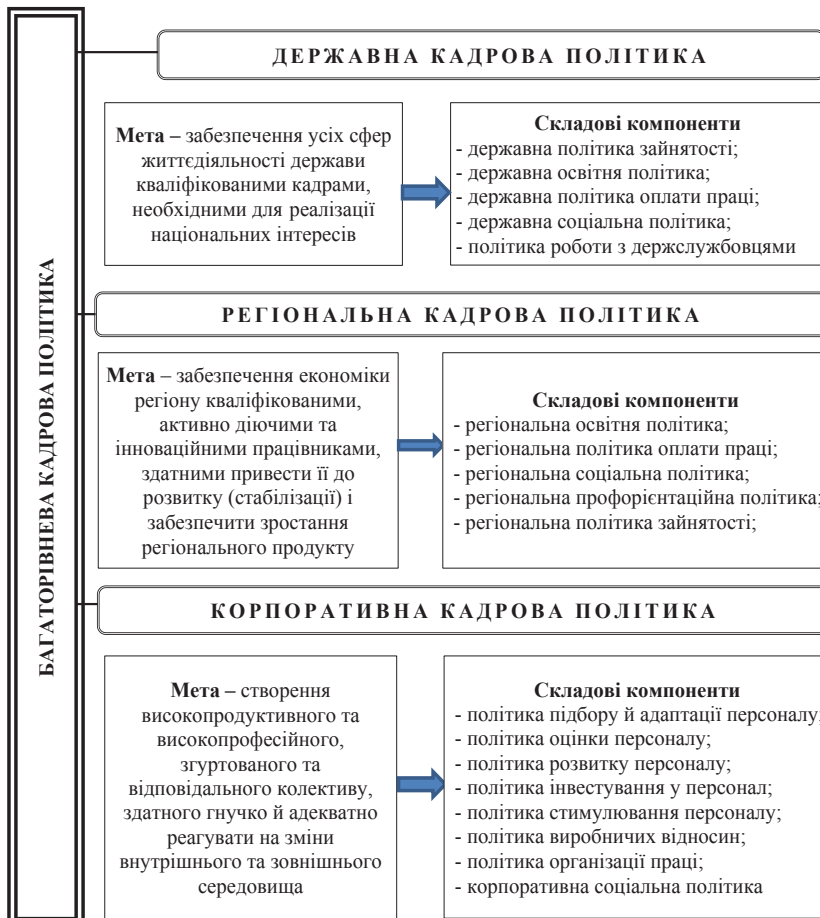 БАГАТОРІВНЕВА КАДРОВА ПОЛІТИКА
ДЕРЖАВНА КАДРОВА ПОЛІТИКА
Мета – забезпечення усіх сфер
життєдіяльності держави
кваліфікованими кадрами,
необхідними для реалізації
національних інтересів
Складові компоненти
- державна політика зайнятості;
- державна освітня політика;
- державна політика оплати праці;
- державна соціальна політика;
- політика роботи з держслужбовцями
РЕГІОНАЛЬНА КАДРОВА ПОЛІТИКА
Мета – забезпечення економіки
регіону кваліфікованими,
активно діючими та
інноваційними працівниками,
здатними привести її до
розвитку (стабілізації) і
забезпечити зростання
регіонального продукту
Складові компоненти
- регіональна освітня політика;
- регіональна політика оплати праці;
- регіональна соціальна політика;
- регіональна профорієнтаційна політика;
- регіональна політика зайнятості;
КОРПОРАТИВНА КАДРОВА ПОЛІТИКА
Мета – створення
високопродуктивного та
високопрофесійного,
згуртованого та
відповідального колективу,
здатного гнучко й адекватно
реагувати на зміни
внутрішнього та зовнішнього
середовища
Складові компоненти
- політика підбору й адаптації персоналу;
- політика оцінки персоналу;
- політика розвитку персоналу;
- політика інвестування у персонал;
- політика стимулювання персоналу;
- політика виробничих відносин;
- політика організації праці;
- корпоративна соціальна політика